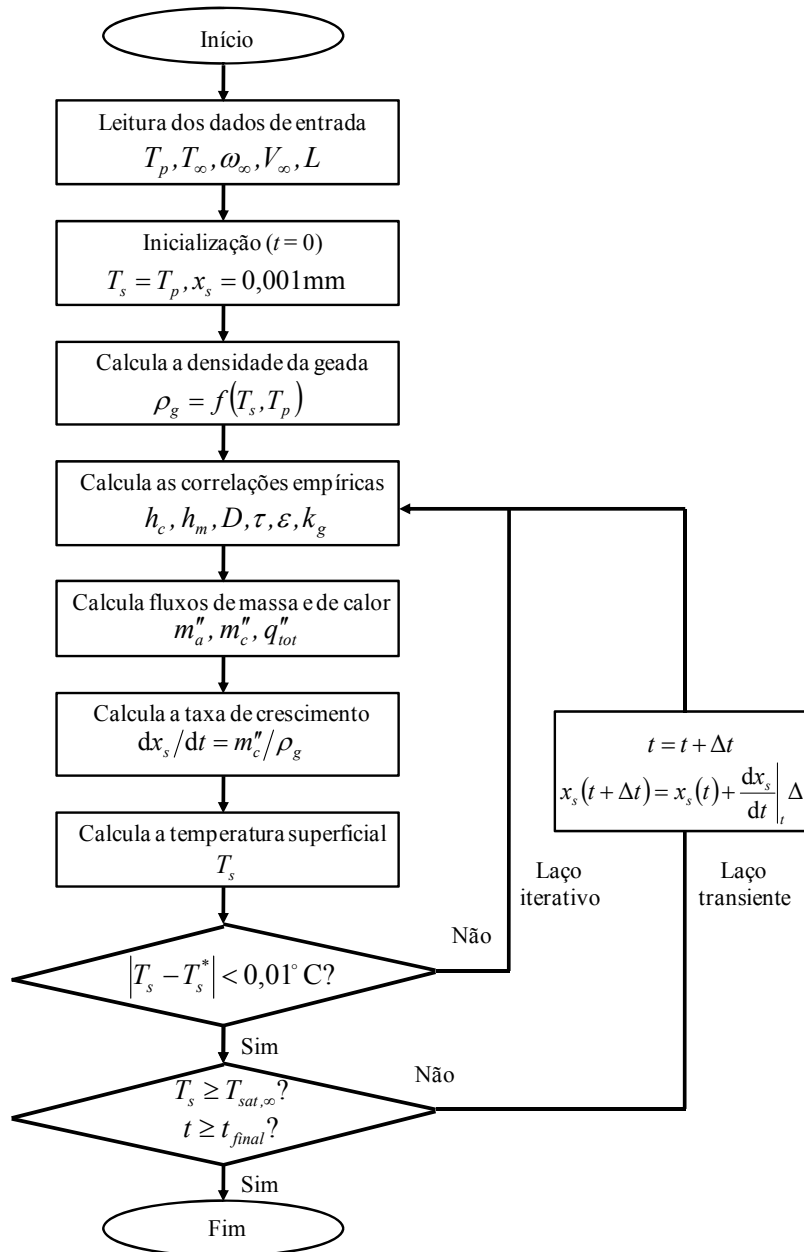 Início
Leitura dos dados de entrada
T_p, T_∞, ω_∞, V_∞, L
Inicialização (t = 0)
T_s = T_p, x_s = 0,001mm
Calcula a densidade da geada
ρ_g = f(T_s, T_p)
Calcula as correlações empíricas
h_c, h_m, D, τ, ε, k_g
Calcula fluxos de massa e de calor
m″_a, m″_c, q″_tot
Calcula a taxa de crescimento
dx_s/dt = m″_c/ρ_g
Calcula a temperatura superficial
T_s
|T_s − T_s^*| < 0,01° C?
Não
Laço
iterativo
Sim
T_s ≥ T_sat,∞?
t ≥ t_final?
Não
Laço
transiente
t = t + Δt
x_s(t + Δt) = x_s(t) + dx_s/dt|_t Δ
Sim
Fim